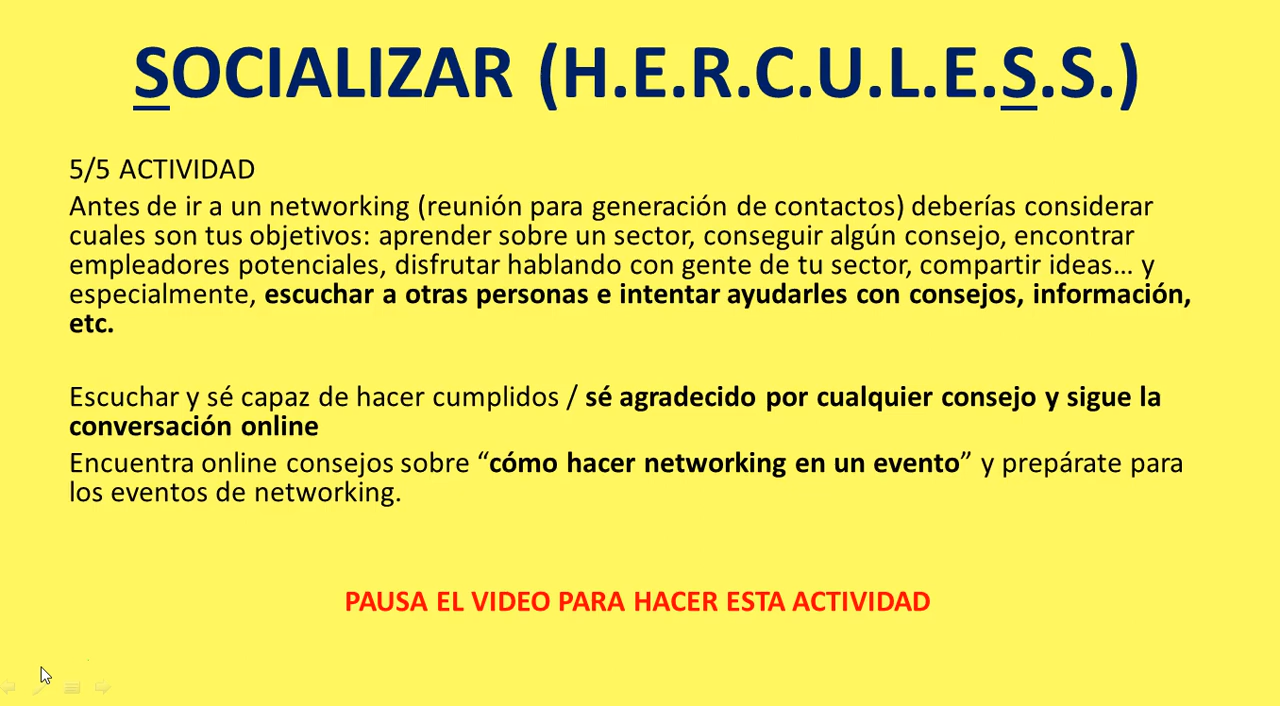 SOCIALIZAR (H.E.R.C.U.L.E.S.S.)
5/5 ACTIVIDAD
Antes de ir a un networking (reunión para generación de contactos) deberías considerar
cuales son tus objetivos: aprender sobre un sector, conseguir algún consejo, encontrar
empleadores potenciales, disfrutar hablando con gente de tu sector, compartir ideas... y
especialmente, escuchar a otras personas e intentar ayudarles con consejos, información,
etc.
Escuchar y sé capaz de hacer cumplidos / sé agradecido por cualquier consejo y sigue la
conversación online
Encuentra online consejos sobre “cómo hacer networking en un evento” y prepárate para
los eventos de networking.
PAUSA EL VIDEO PARA HACER ESTA ACTIVIDAD